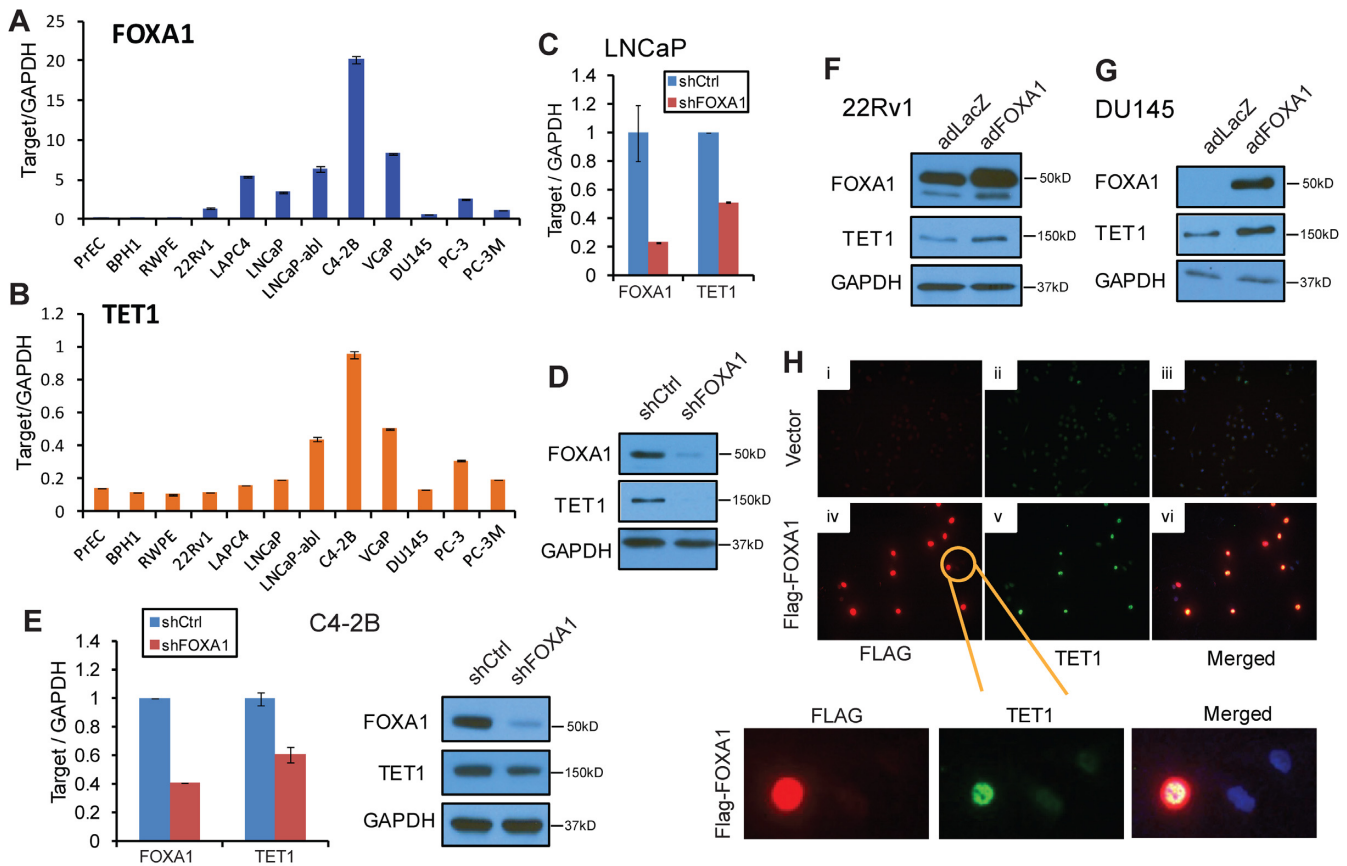 A
FOXA1
Target/GAPDH
25
20
15
10
5
0
PrEC
BPH1
RWPE
22Rv1
LAPC4
LNCaP
LNCaP-abl
C4-2B
VCaP
DU145
PC-3
PC-3M
B
TET1
Target/GAPDH
1.2
1
0.8
0.6
0.4
0.2
0
PrEC
BPH1
RWPE
22Rv1
LAPC4
LNCaP
LNCaP-abl
C4-2B
VCaP
DU145
PC-3
PC-3M
C
LNCaP
shCtrl
shFOXA1
Target / GAPDH
1.4
1.2
1
0.8
0.6
0.4
0.2
0
FOXA1
TET1
D
shCtrl
shFOXA1
FOXA1
50kD
TET1
150kD
GAPDH
37kD
E
C4-2B
shCtrl
shFOXA1
Target / GAPDH
1.4
1.2
1
0.8
0.6
0.4
0.2
0
FOXA1
TET1
shCtrl
shFOXA1
FOXA1
50kD
TET1
150kD
GAPDH
37kD
F
22Rv1
adLacZ
adFOXA1
FOXA1
50kD
TET1
150kD
GAPDH
37kD
G
DU145
adLacZ
adFOXA1
FOXA1
50kD
TET1
150kD
GAPDH
37kD
H
i
ii
iii
Vector
iv
v
vi
Flag-FOXA1
FLAG
TET1
Merged
FLAG
TET1
Merged
Flag-FOXA1